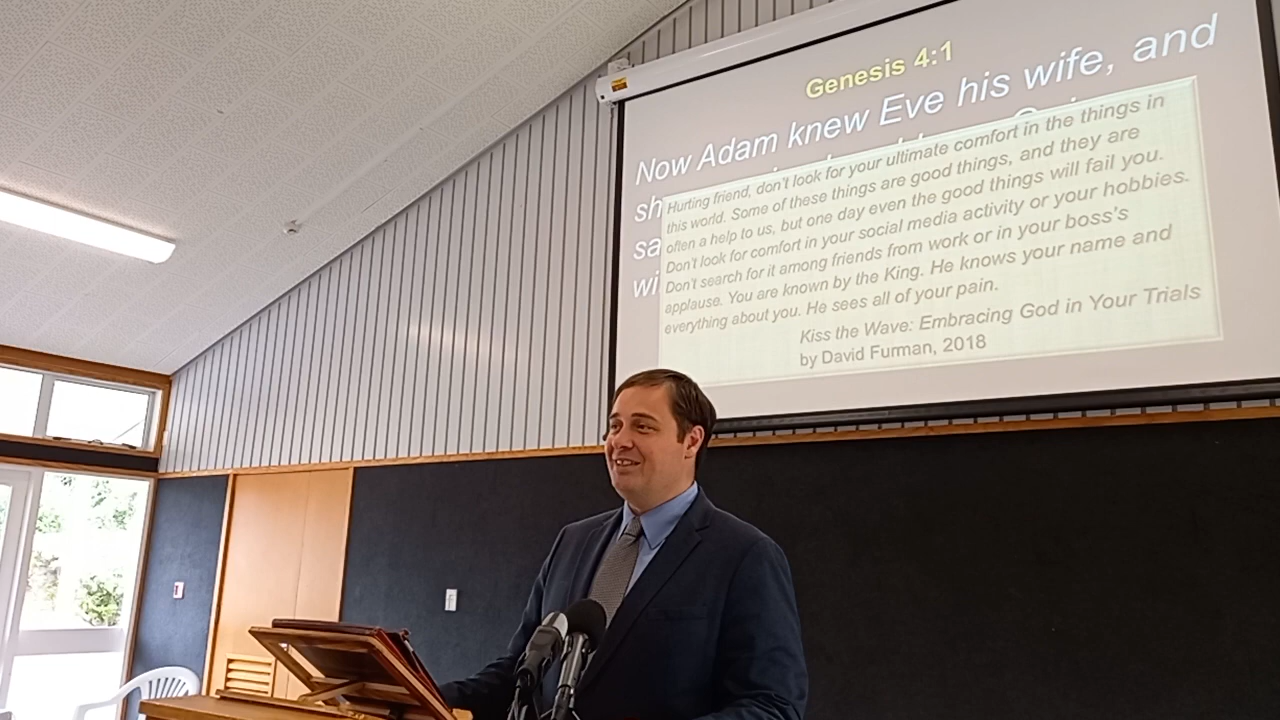 Genesis 4:1
Now Adam knew Eve his wife, and
sh
sa
wi
Hurting friend, don't look for your ultimate comfort in the things in
this world. Some of these things are good things, and they are
often a help to us, but one day even the good things will fail you.
Don't look for comfort in your social media activity or your hobbies.
Don't search for it among friends from work or in your boss's
applause. You are known by the King. He knows your name and
everything about you. He sees all of your pain.
Kiss the Wave: Embracing God in Your Trials
by David Furman, 2018